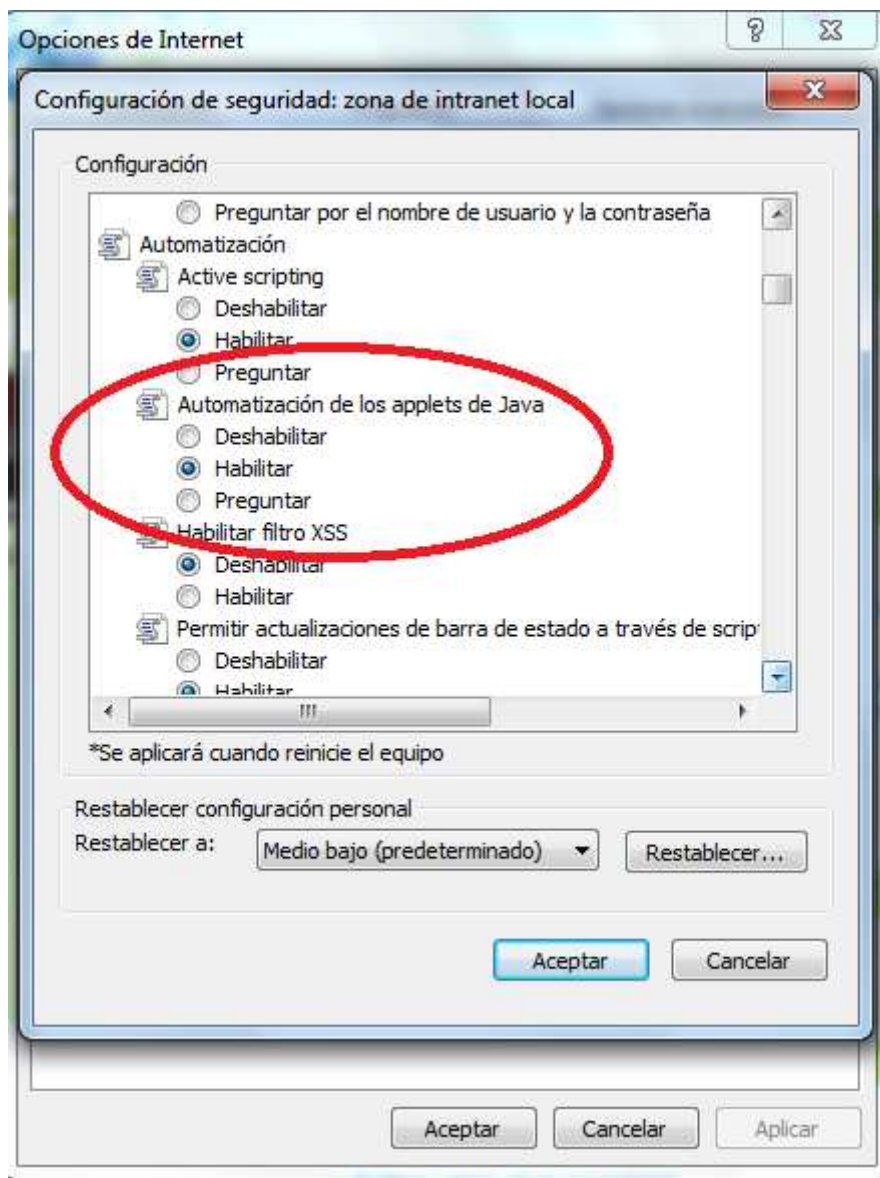 Opciones de Internet
Configuración de seguridad: zona de intranet local
Configuración
Preguntar por el nombre de usuario y la contraseña
Automatización
Active scripting
Deshabilitar
Habilitar
Preguntar
Automatización de los applets de Java
Deshabilitar
Habilitar
Preguntar
Habilitar filtro XSS
Deshabilitar
Habilitar
Permitir actualizaciones de barra de estado a través de scrip
Deshabilitar
Habilitar
*Se aplicará cuando reinicie el equipo
Restablecer configuración personal
Restablecer a: Medio bajo (predeterminado) Restablecer...
Aceptar Cancelar
Aceptar Cancelar Aplicar